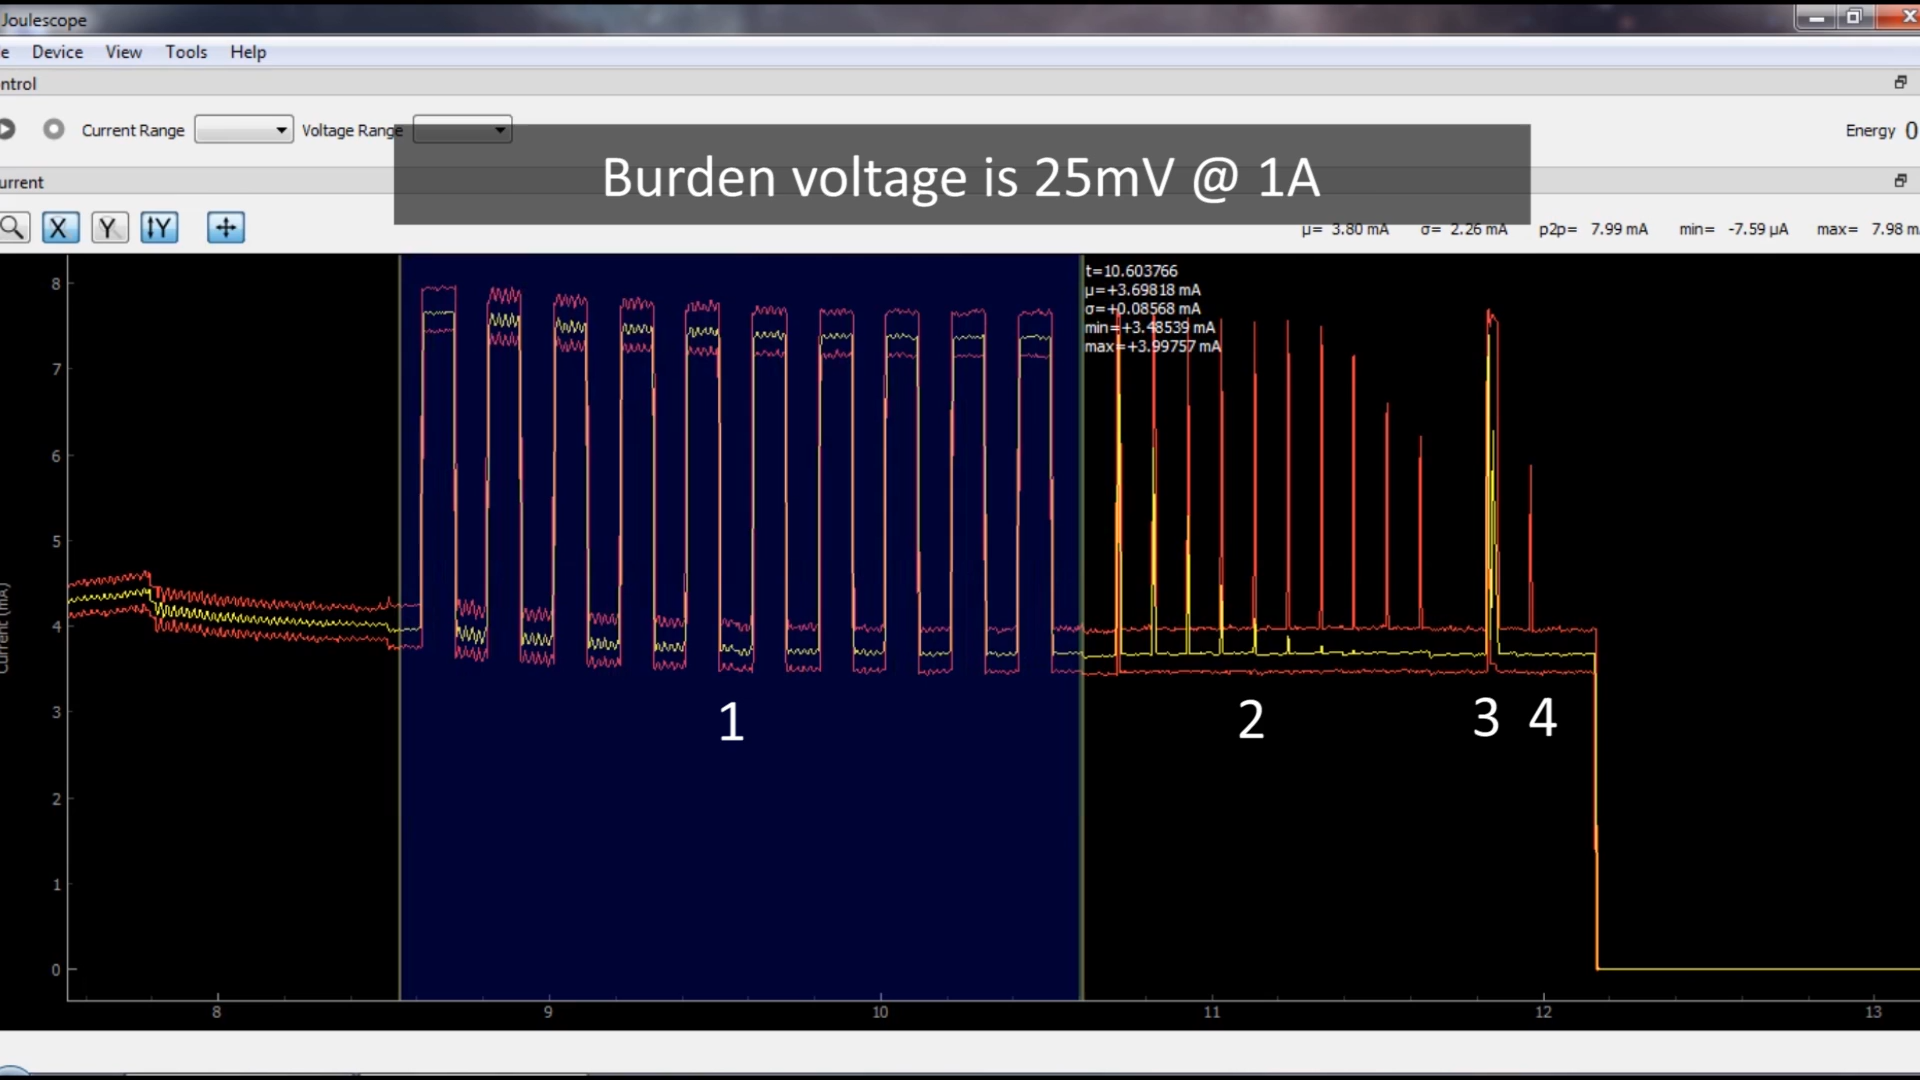 Joulescope
e Device View Tools Help
ntrol
Current Range Voltage Range Energy 0
Burden voltage is 25mV @ 1A
urrent
X Y ↕Y
μ= 3.80 mA σ= 2.26 mA p2p= 7.99 mA min= -7.59 μA max= 7.98 m
t=10.603766
μ=+3.69818 mA
σ=+0.08568 mA
min=+3.48539 mA
max=+3.99757 mA
8
7
6
5
4
3
2
1
0
Current (mA)
1 2 3 4
8 9 10 11 12 13